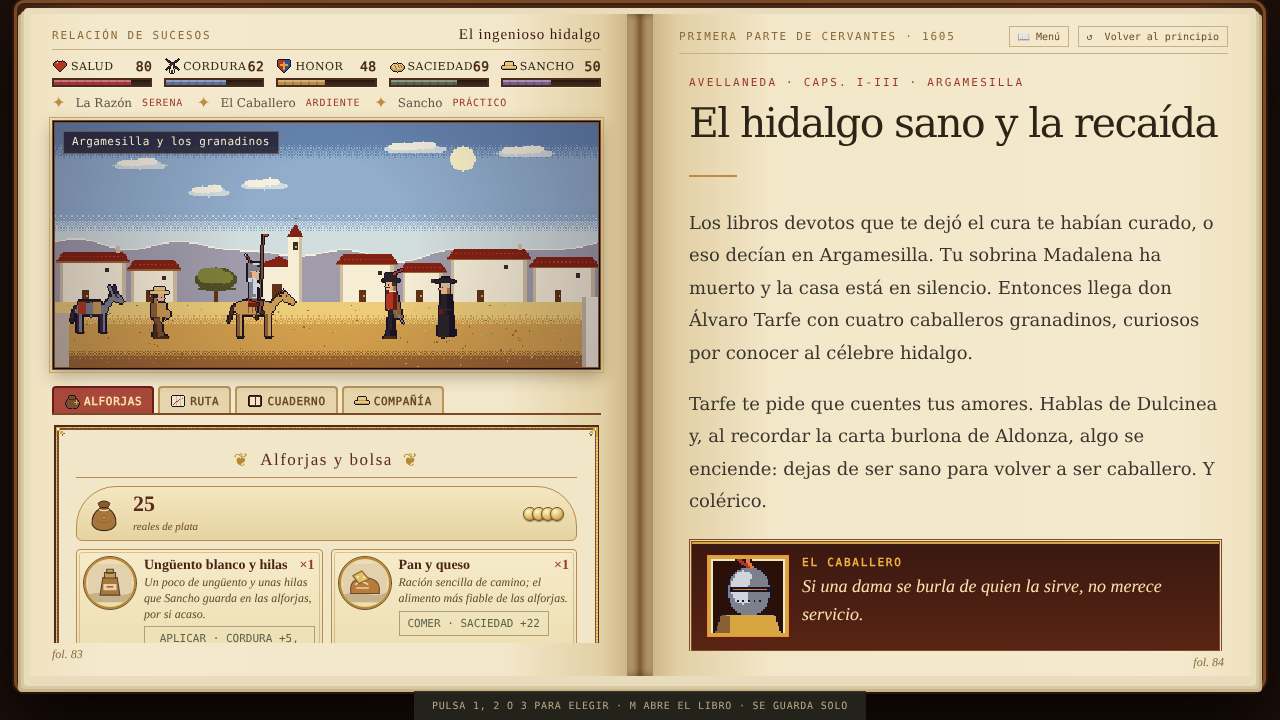 RELACIÓN DE SUCESOS
El ingenioso hidalgo
SALUD 80
CORDURA 62
HONOR 48
SACIEDAD 69
SANCHO 50
La Razón SERENA
El Caballero ARDIENTE
Sancho PRÁCTICO
Argamesilla y los granadinos
ALFORJAS
RUTA
CUADERNO
COMPAÑÍA
Alforjas y bolsa
25
reales de plata
Ungüento blanco y hilas ×1
Un poco de ungüento y unas hilas
que Sancho guarda en las alforjas,
por si acaso.
APLICAR · CORDURA +5,
Pan y queso ×1
Ración sencilla de camino; el
alimento más fiable de las alforjas.
COMER · SACIEDAD +22
fol. 83
PRIMERA PARTE DE CERVANTES · 1605
Menú
↺ Volver al principio
AVELLANEDA · CAPS. I-III · ARGAMESILLA
El hidalgo sano y la recaída
Los libros devotos que te dejó el cura te habían curado, o
eso decían en Argamesilla. Tu sobrina Madalena ha
muerto y la casa está en silencio. Entonces llega don
Álvaro Tarfe con cuatro caballeros granadinos, curiosos
por conocer al célebre hidalgo.
Tarfe te pide que cuentes tus amores. Hablas de Dulcinea
y, al recordar la carta burlona de Aldonza, algo se
enciende: dejas de ser sano para volver a ser caballero. Y
colérico.
EL CABALLERO
Si una dama se burla de quien la sirve, no merece
servicio.
fol. 84
PULSA 1, 2 O 3 PARA ELEGIR · M ABRE EL LIBRO · SE GUARDA SOLO